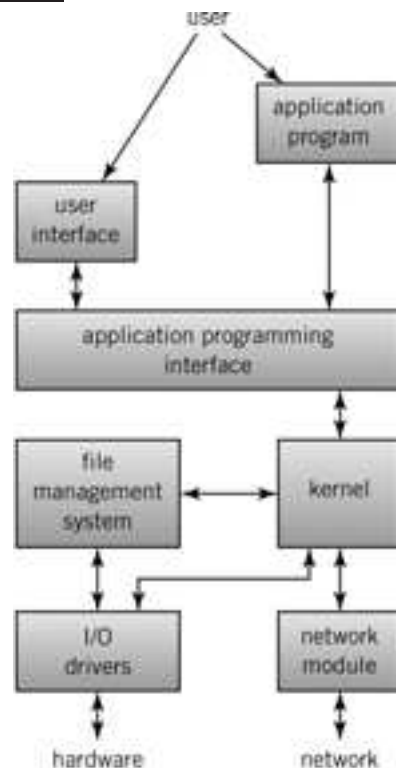 user
application
program
user
interface
application programming
interface
file
management
system
kernel
I/O
drivers
network
module
hardware
network